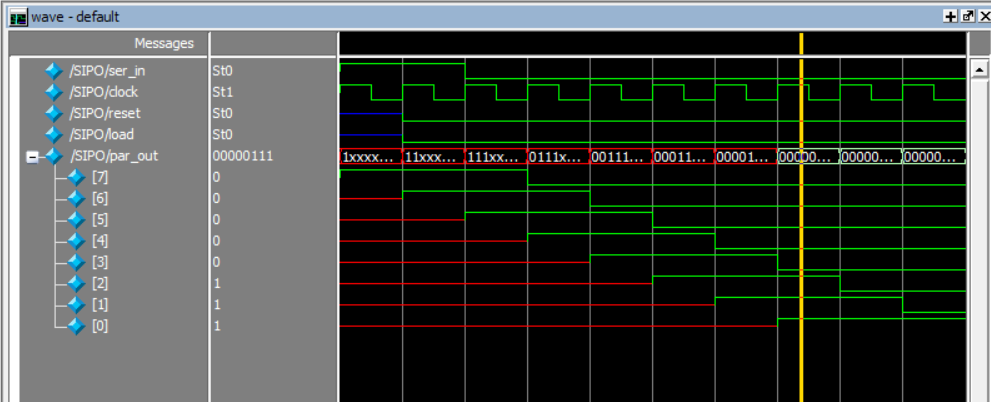 wave - default
Messages
/SIPO/ser_in St0
/SIPO/clock St1
/SIPO/reset St0
/SIPO/load St0
/SIPO/par_out 00000111 1xxxx... 11xxx... 111xx... 0111x... 00111... 00011... 00001... 00000... 00000... 00000...
[7] 0
[6] 0
[5] 0
[4] 0
[3] 0
[2] 1
[1] 1
[0] 1